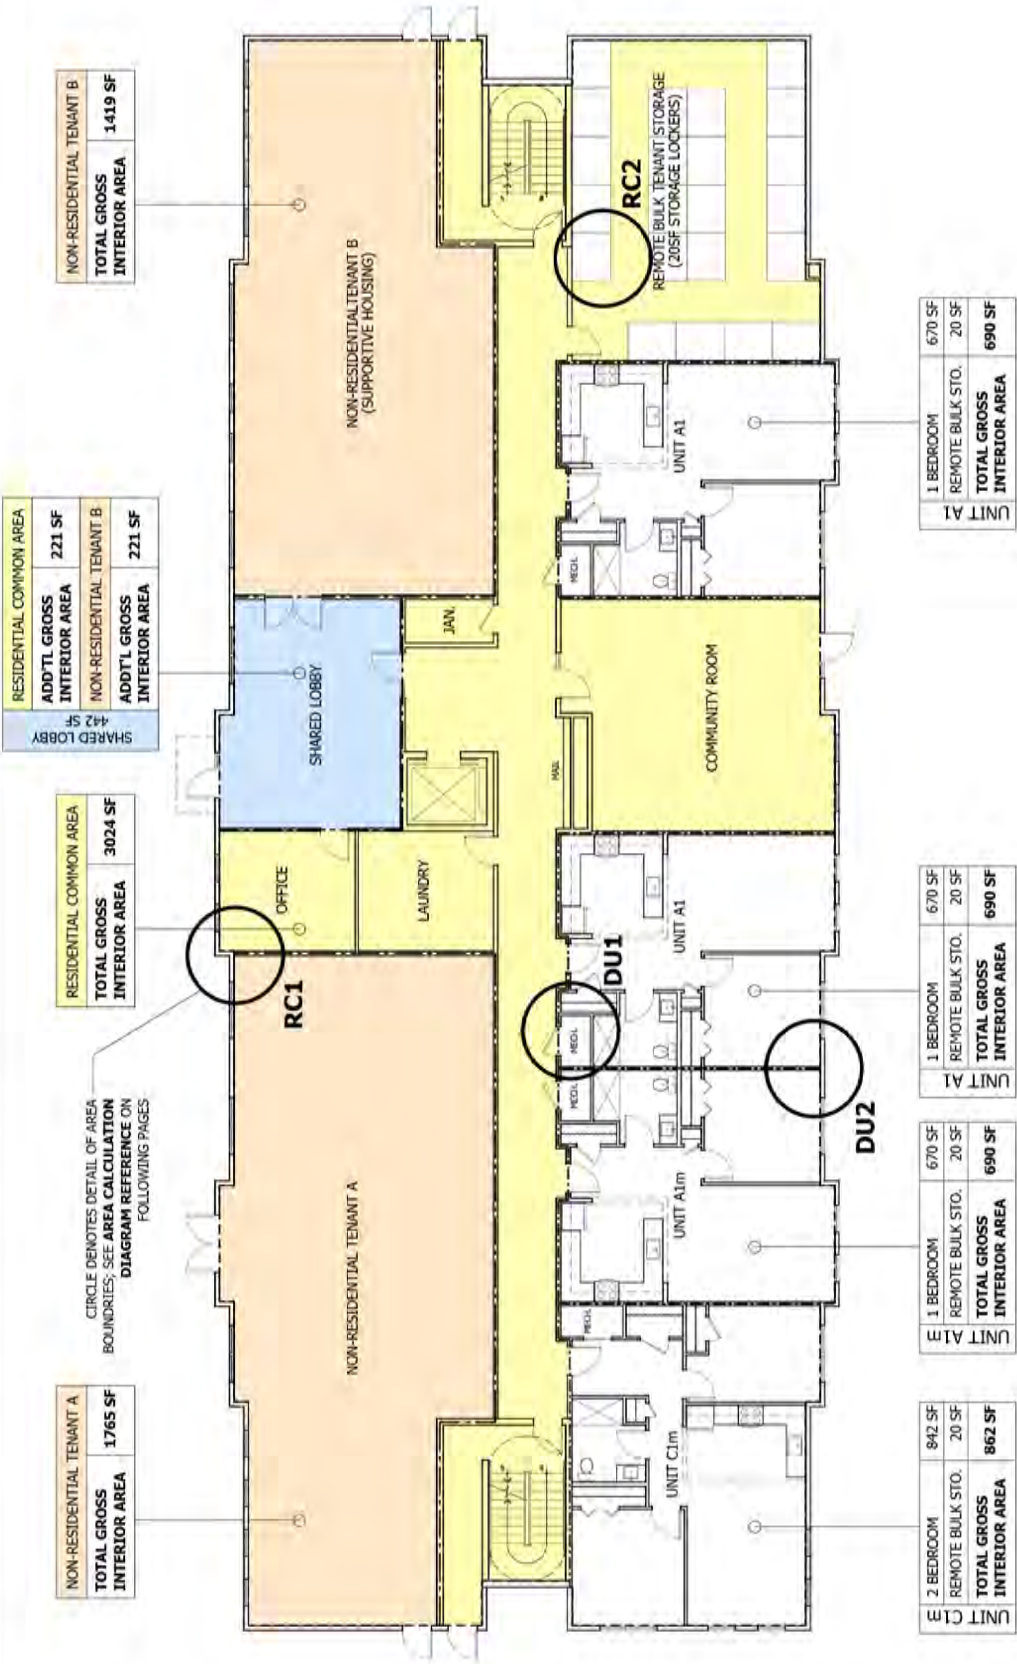 NON-RESIDENTIAL TENANT A
TOTAL GROSS
INTERIOR AREA
1765 SF
CIRCLE DENOTES DETAIL OF AREA
BOUNDRIES; SEE AREA CALCULATION
DIAGRAM REFERENCE ON
FOLLOWING PAGES
RESIDENTIAL COMMON AREA
TOTAL GROSS
INTERIOR AREA
3024 SF
SHARED LOBBY
442 SF
RESIDENTIAL COMMON AREA
ADDT'L GROSS
INTERIOR AREA
221 SF
NON-RESIDENTIAL TENANT B
ADDT'L GROSS
INTERIOR AREA
221 SF
NON-RESIDENTIAL TENANT B
TOTAL GROSS
INTERIOR AREA
1419 SF
NON-RESIDENTIAL TENANT A
RC1
OFFICE
LAUNDRY
SHARED LOBBY
JAN.
NON-RESIDENTIALTENANT B
(SUPPORTIVE HOUSING)
MAIL
MECH.
MECH.
MECH.
MECH.
DU1
RC2
REMOTE BULK TENANT STORAGE
(20SF STORAGE LOCKERS)
UNIT C1m
UNIT A1m
UNIT A1
COMMUNITY ROOM
UNIT A1
DU2
UNIT C1m
2 BEDROOM
842 SF
REMOTE BULK STO.
20 SF
TOTAL GROSS
INTERIOR AREA
862 SF
UNIT A1m
1 BEDROOM
670 SF
REMOTE BULK STO.
20 SF
TOTAL GROSS
INTERIOR AREA
690 SF
UNIT A1
1 BEDROOM
670 SF
REMOTE BULK STO.
20 SF
TOTAL GROSS
INTERIOR AREA
690 SF
UNIT A1
1 BEDROOM
670 SF
REMOTE BULK STO.
20 SF
TOTAL GROSS
INTERIOR AREA
690 SF